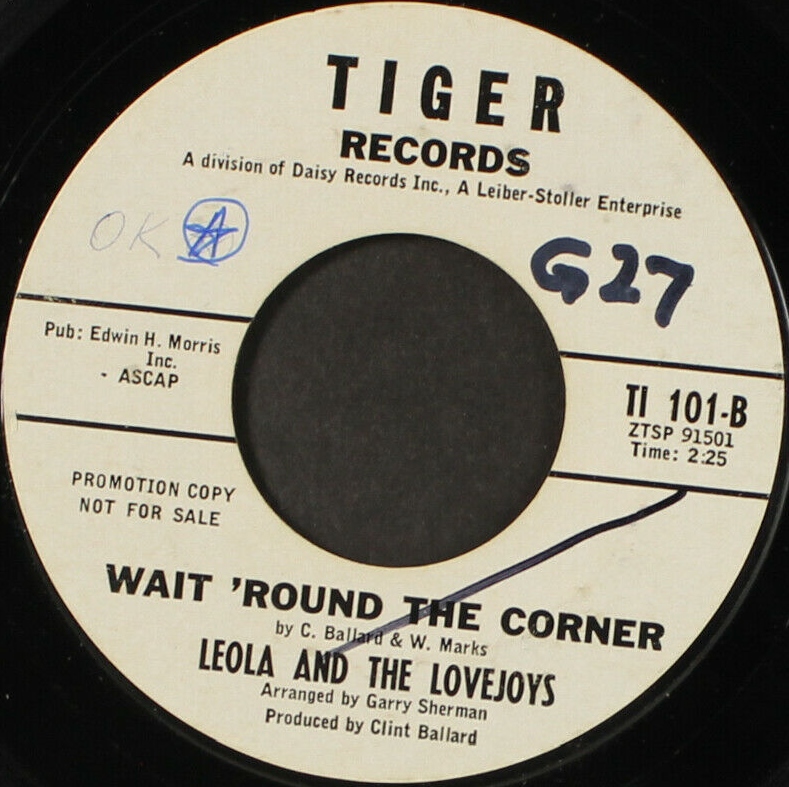 TIGER
RECORDS
A division of Daisy Records Inc., A Leiber-Stoller Enterprise
OK
G27
Pub: Edwin H. Morris
Inc.
- ASCAP
TI 101-B
ZTSP 91501
Time: 2:25
PROMOTION COPY
NOT FOR SALE
WAIT 'ROUND THE CORNER
by C. Ballard & W. Marks
LEOLA AND THE LOVEJOYS
Arranged by Garry Sherman
Produced by Clint Ballard